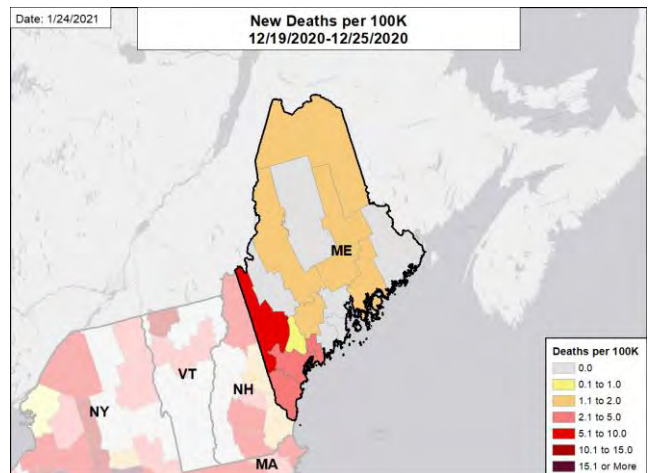 Date: 1/24/2021
New Deaths per 100K
12/19/2020-12/25/2020
ME
VT
NH
NY
MA
Deaths per 100K
0.0
0.1 to 1.0
1.1 to 2.0
2.1 to 5.0
5.1 to 10.0
10.1 to 15.0
15.1 or More